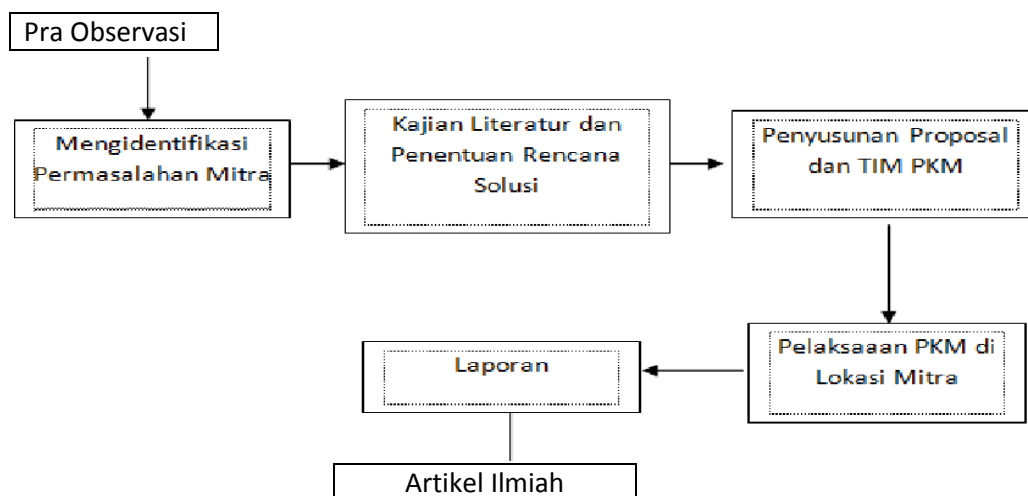 Pra Observasi
Mengidentifikasi
Permasalahan Mitra
Kajian Literatur dan
Penentuan Rencana
Solusi
Penyusunan Proposal
dan TIM PKM
Pelaksaaan PKM di
Lokasi Mitra
Laporan
Artikel Ilmiah